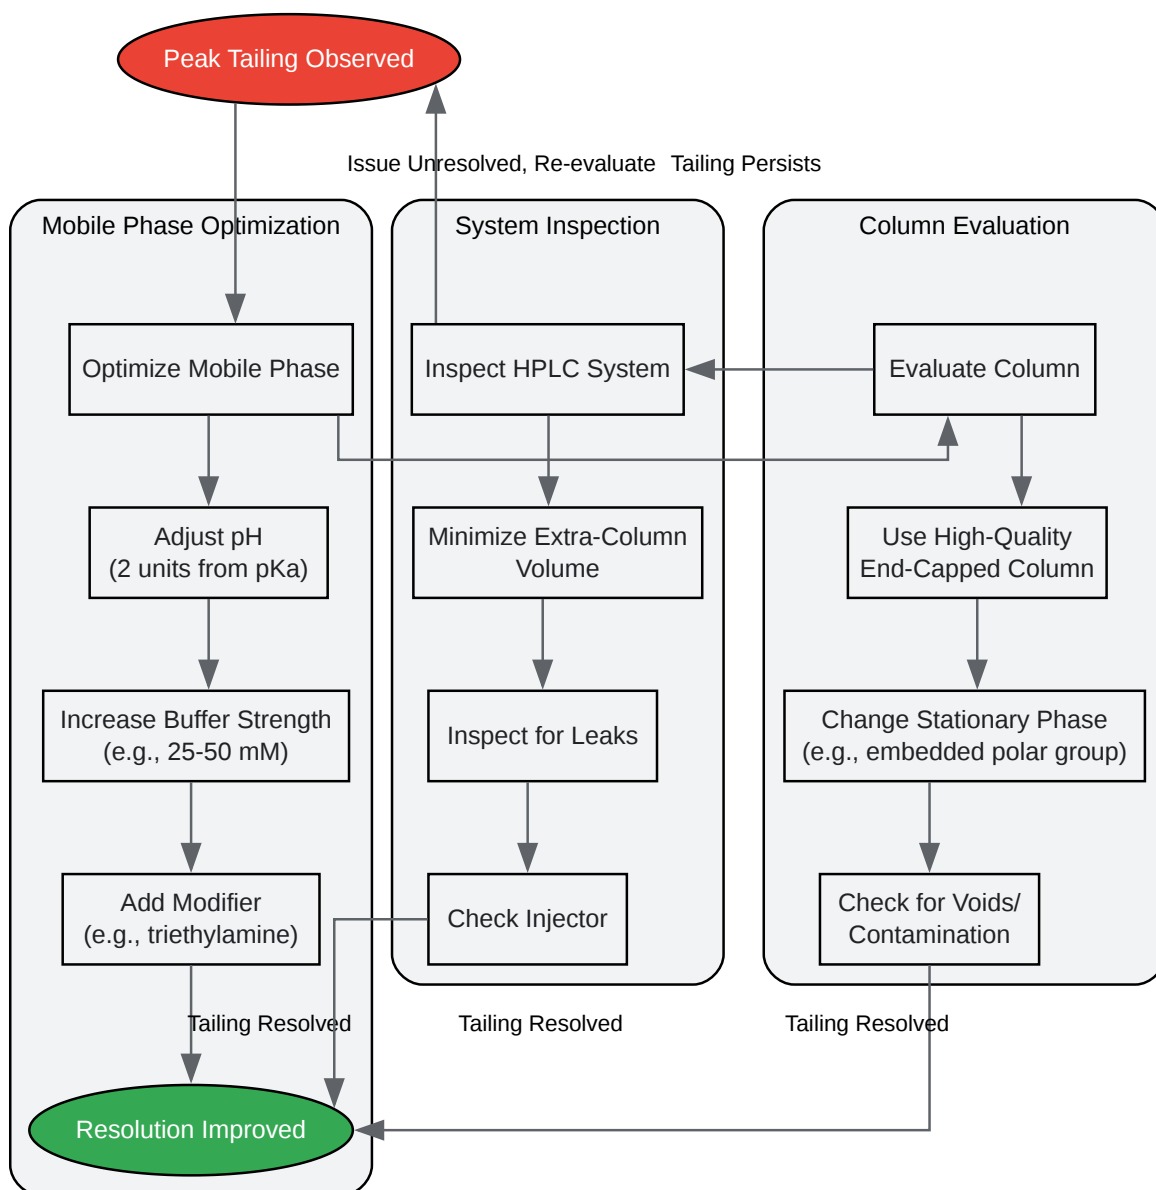 Peak Tailing Observed
Issue Unresolved, Re-evaluate
Tailing Persists
Mobile Phase Optimization
System Inspection
Column Evaluation
Optimize Mobile Phase
Inspect HPLC System
Evaluate Column
Adjust pH
(2 units from pKa)
Minimize Extra-Column
Volume
Use High-Quality
End-Capped Column
Increase Buffer Strength
(e.g., 25-50 mM)
Inspect for Leaks
Change Stationary Phase
(e.g., embedded polar group)
Add Modifier
(e.g., triethylamine)
Check Injector
Check for Voids/
Contamination
Tailing Resolved
Tailing Resolved
Tailing Resolved
Resolution Improved